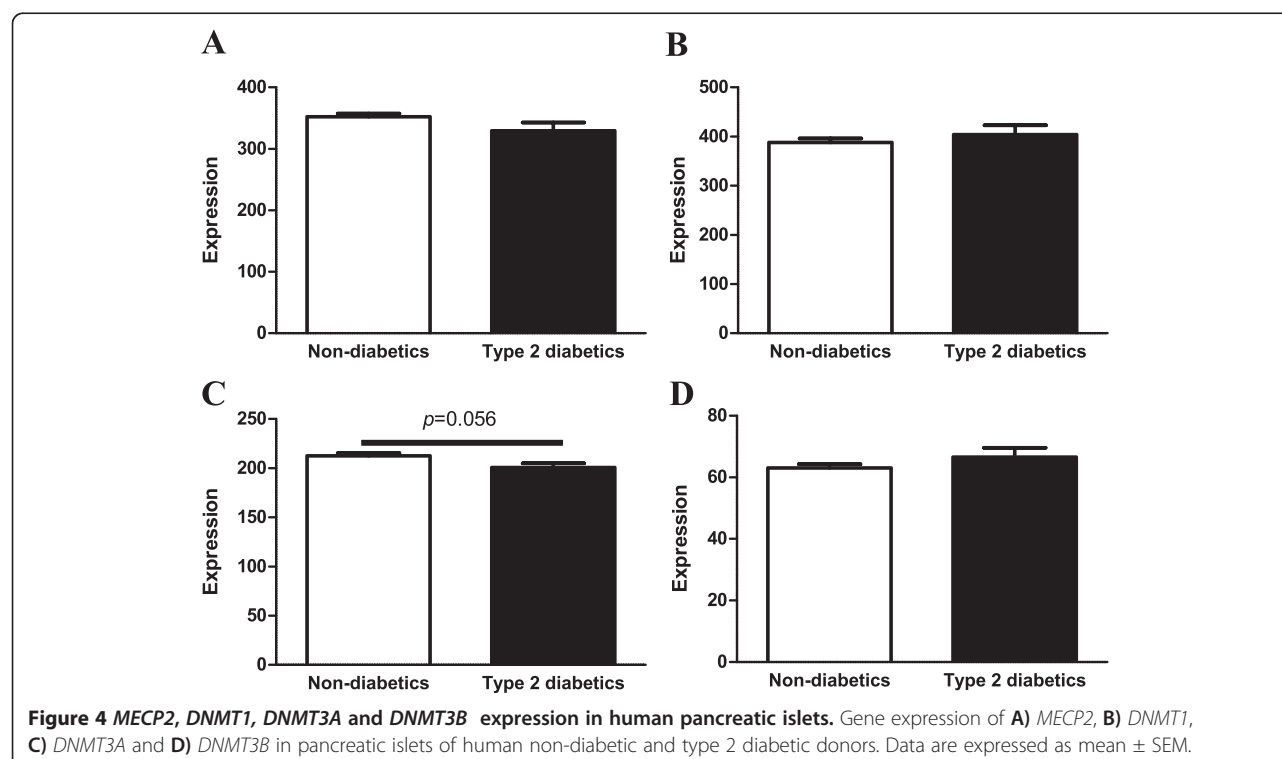 A
B
400
300
200
100
0
Expression
Non-diabetics Type 2 diabetics
500
400
300
200
100
0
Expression
Non-diabetics Type 2 diabetics
C
D
250
200
150
100
50
0
Expression
p=0.056
Non-diabetics Type 2 diabetics
80
60
40
20
0
Expression
Non-diabetics Type 2 diabetics
Figure 4 MECP2, DNMT1, DNMT3A and DNMT3B expression in human pancreatic islets. Gene expression of A) MECP2, B) DNMT1,
C) DNMT3A and D) DNMT3B in pancreatic islets of human non-diabetic and type 2 diabetic donors. Data are expressed as mean ± SEM.